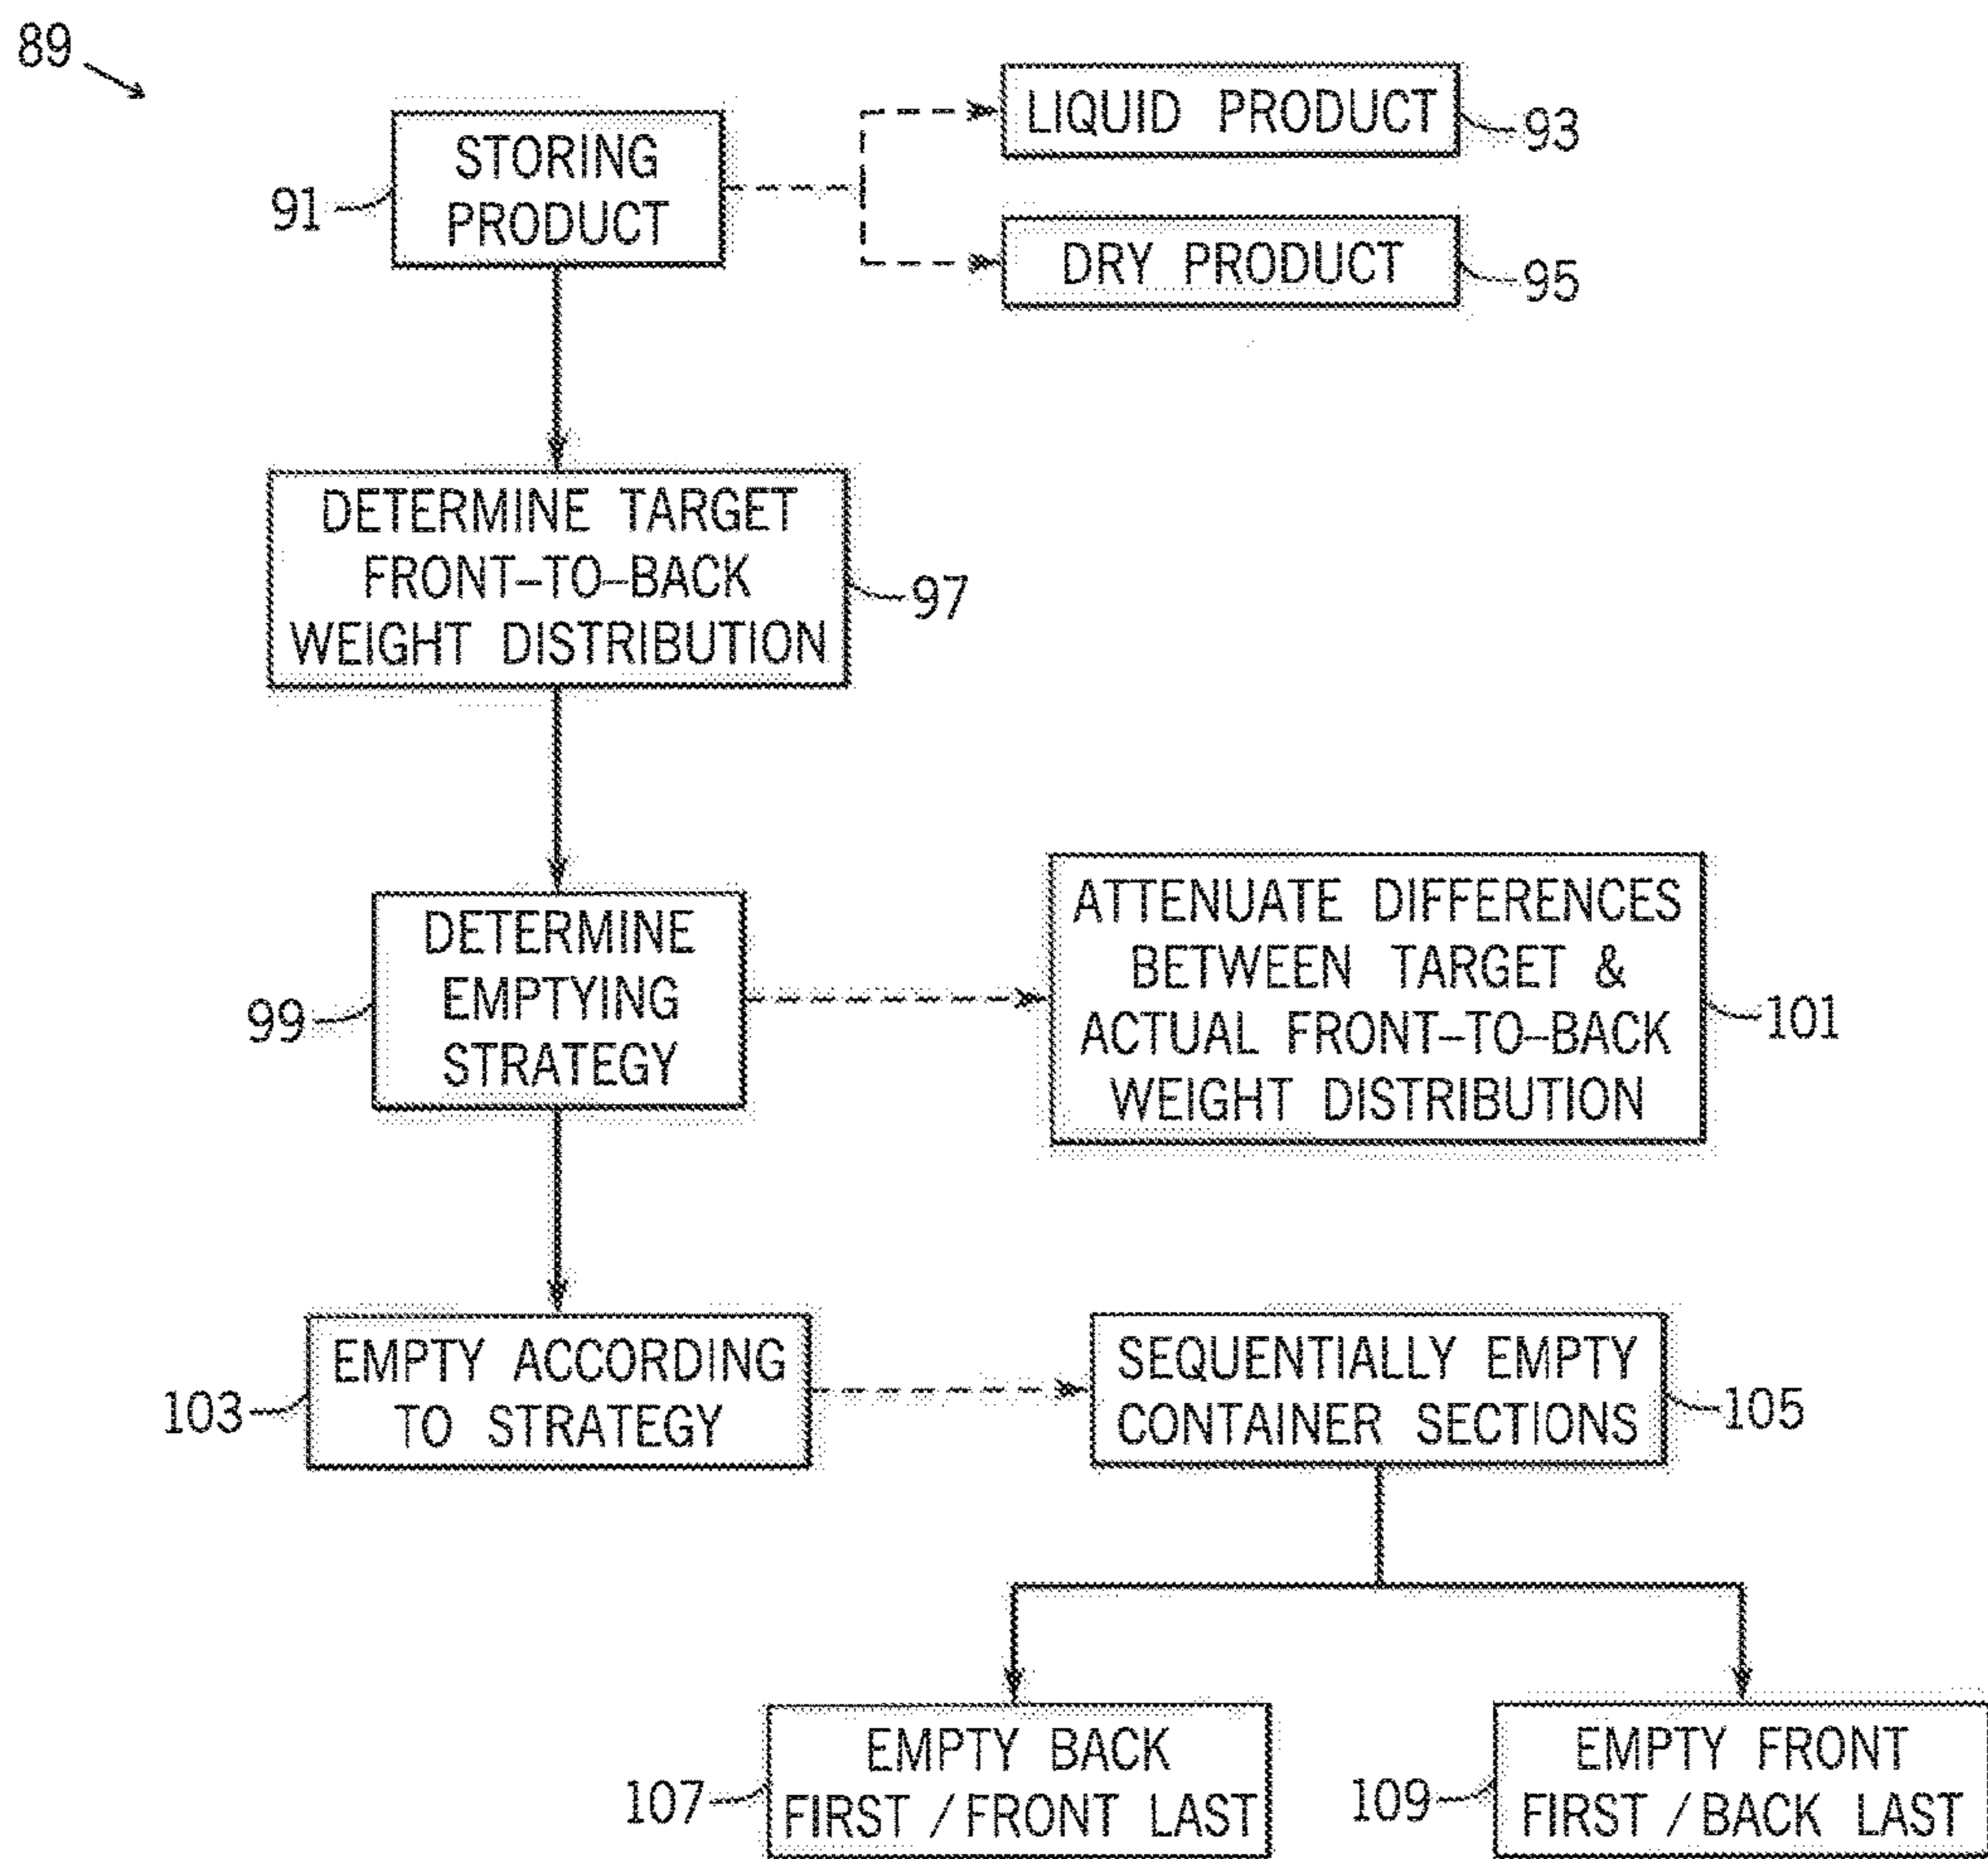 89
STORING
PRODUCT
91
LIQUID PRODUCT
93
DRY PRODUCT
95
DETERMINE TARGET
FRONT-TO-BACK
WEIGHT DISTRIBUTION
97
DETERMINE
EMPTYING
STRATEGY
99
ATTENUATE DIFFERENCES
BETWEEN TARGET &
ACTUAL FRONT-TO-BACK
WEIGHT DISTRIBUTION
101
EMPTY ACCORDING
TO STRATEGY
103
SEQUENTIALLY EMPTY
CONTAINER SECTIONS
105
EMPTY BACK
FIRST / FRONT LAST
107
EMPTY FRONT
FIRST / BACK LAST
109